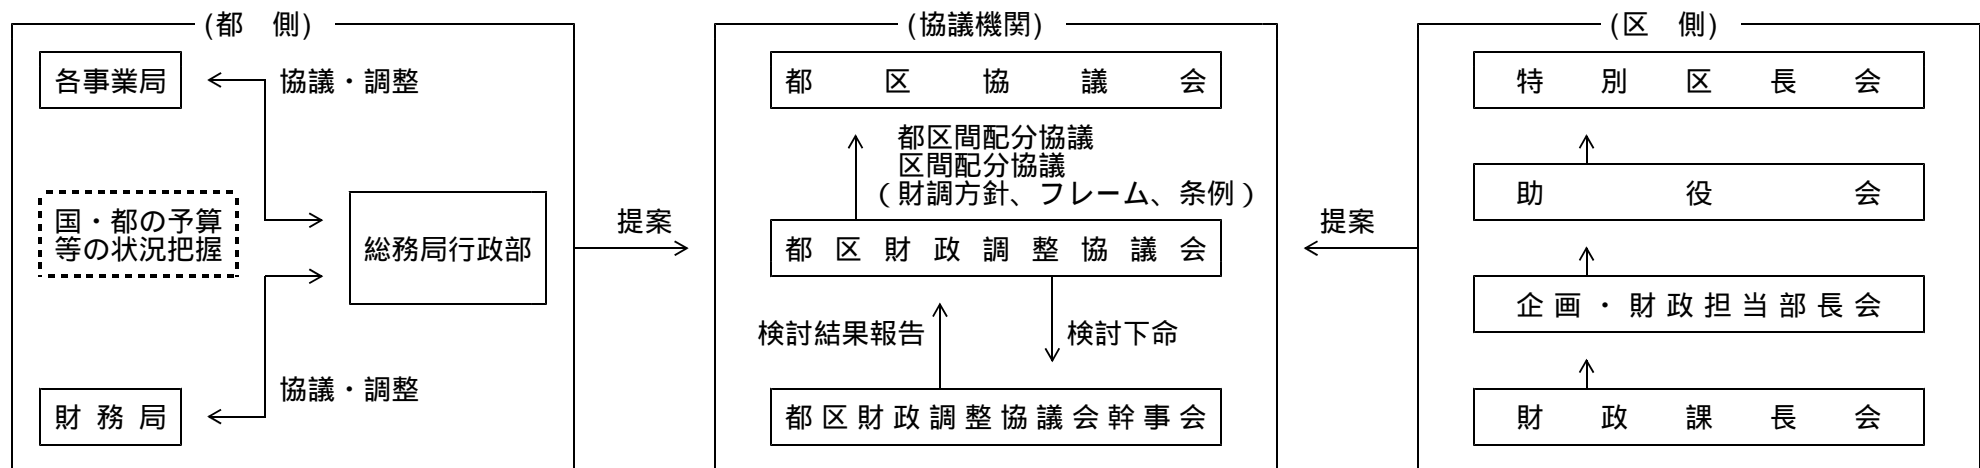 (都　側)
各事業局
協議・調整
国・都の予算
等の状況把握
総務局行政部
財務局
協議・調整
提案
(協議機関)
都区協議会
都区間配分協議
区間配分協議
(財調方針、フレーム、条例)
都区財政調整協議会
検討結果報告
検討下命
都区財政調整協議会幹事会
提案
(区　側)
特別区長会
助役会
企画・財政担当部長会
財政課長会